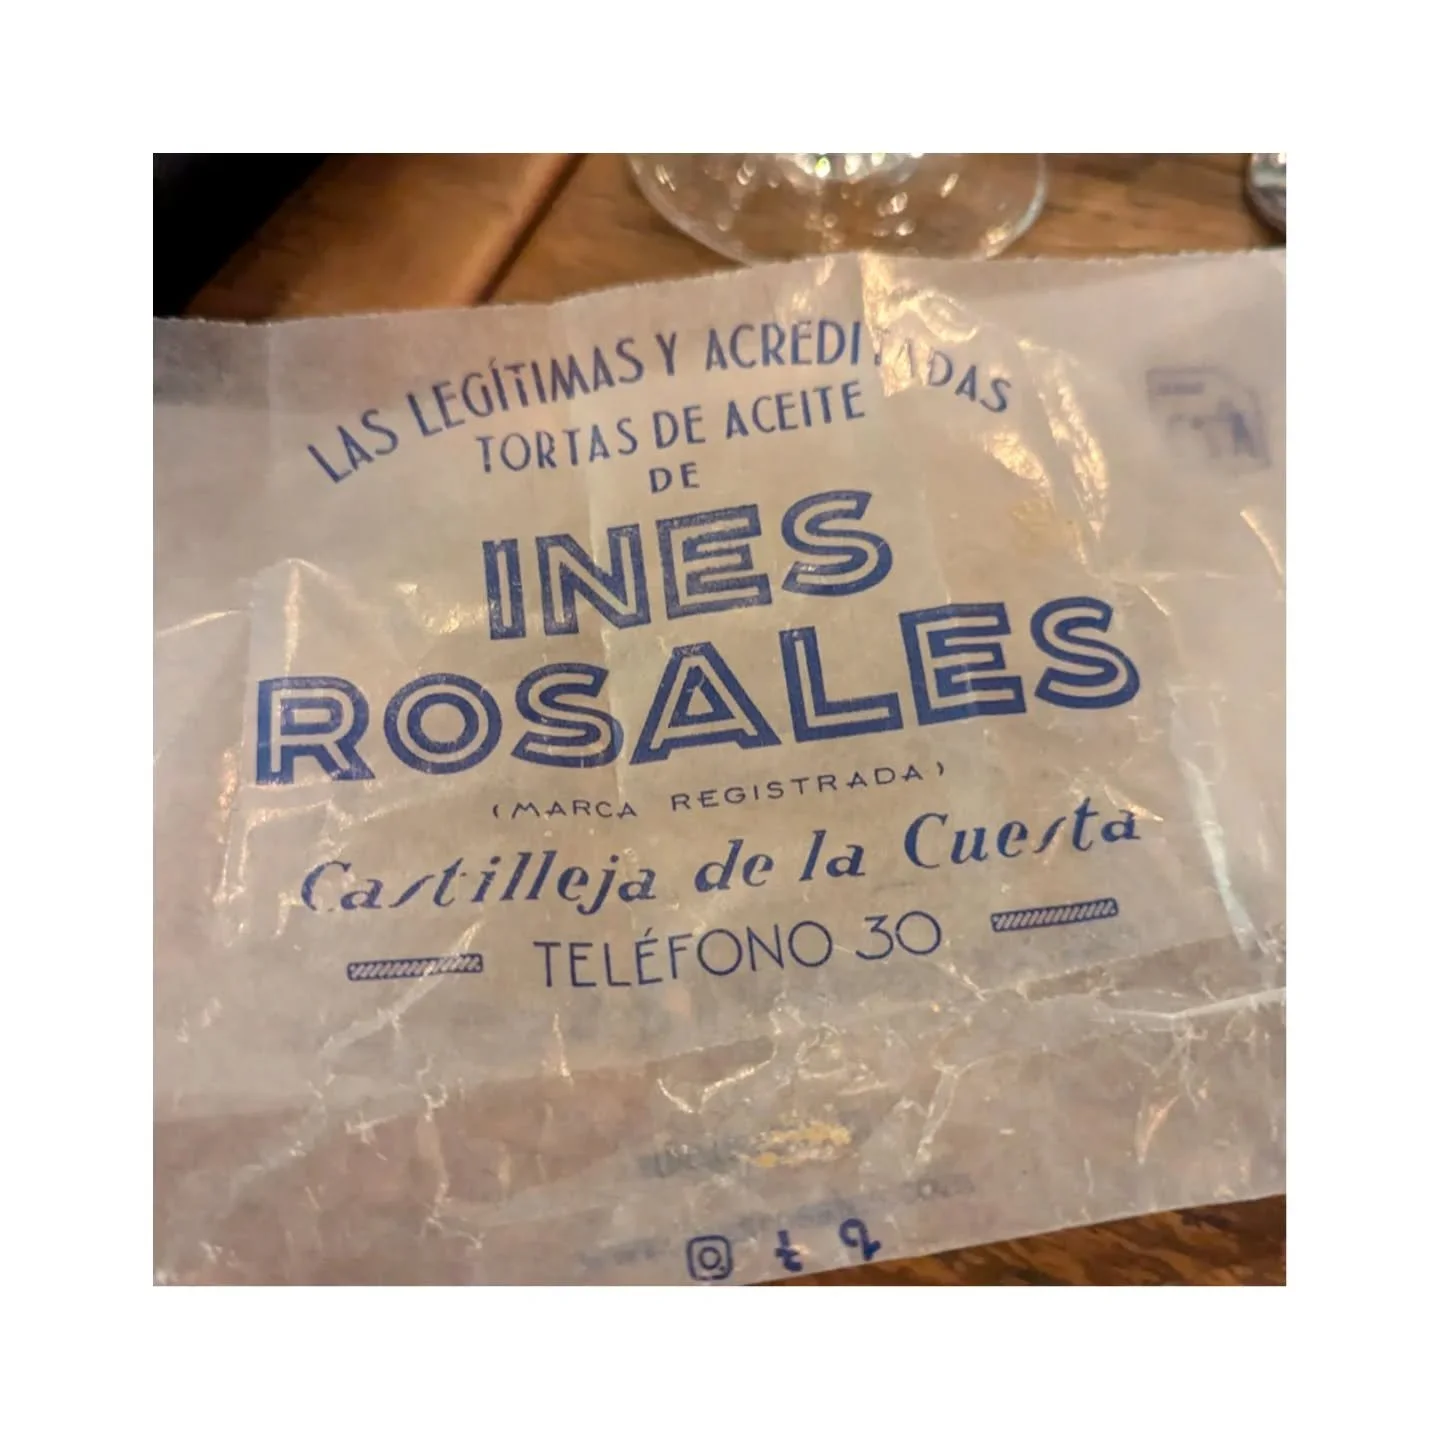 LAS LEGÍTIMAS Y ACREDITADAS
TORTAS DE ACEITE
DE
INES
ROSALES
(MARCA REGISTRADA)
Castilleja de la Cuesta
TELÉFONO 30